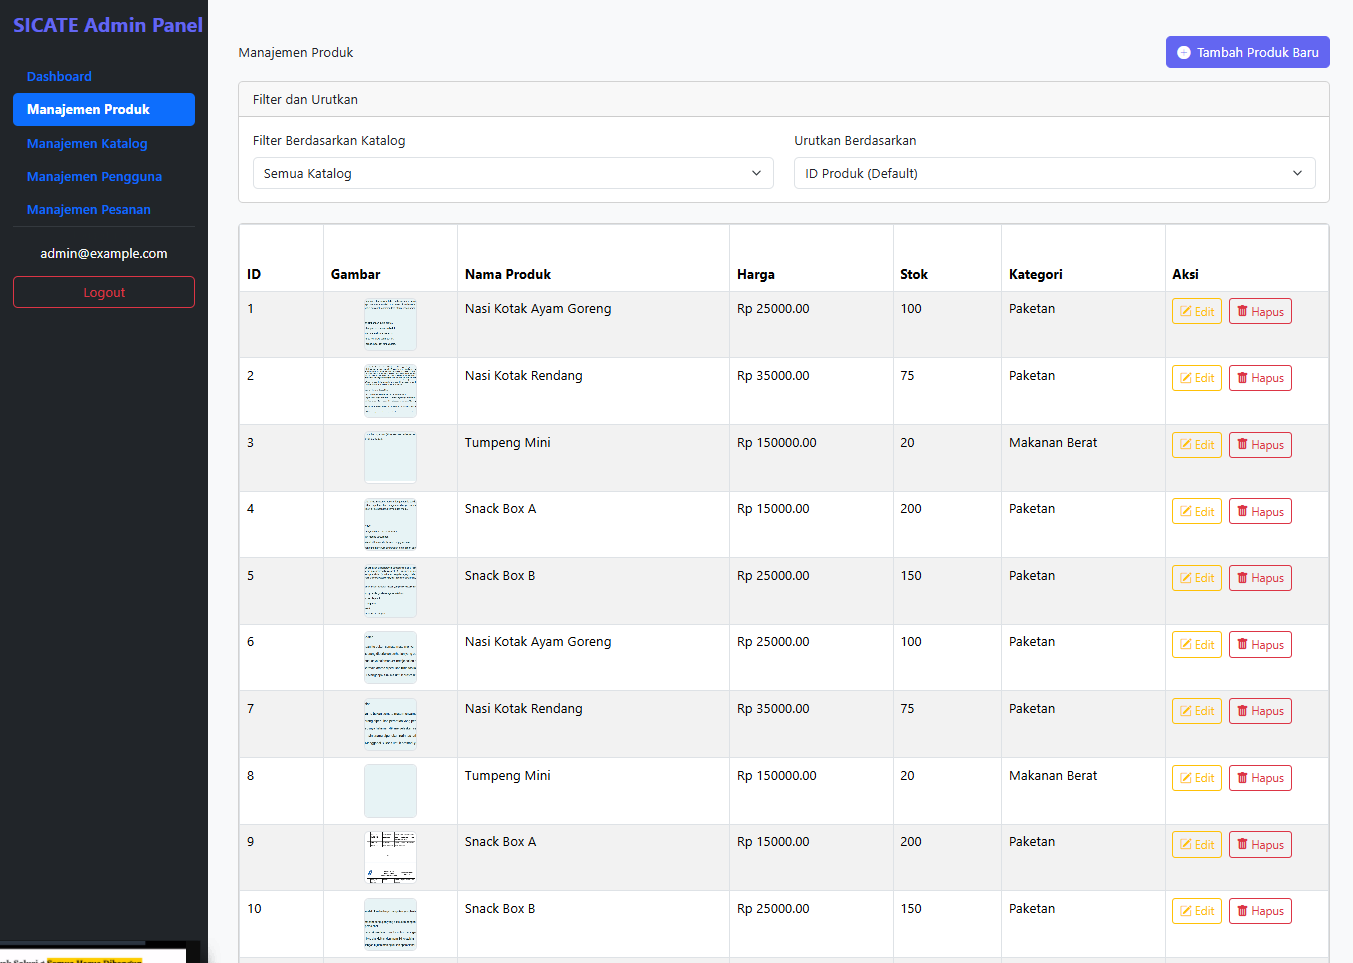 SICATE Admin Panel
Dashboard
Manajemen Produk
Manajemen Katalog
Manajemen Pengguna
Manajemen Pesanan
admin@example.com
Logout
Manajemen Produk
Tambah Produk Baru
Filter dan Urutkan
Filter Berdasarkan Katalog
Urutkan Berdasarkan
Semua Katalog
ID Produk (Default)
ID Gambar Nama Produk Harga Stok Kategori Aksi
1 Nasi Kotak Ayam Goreng Rp 25000.00 100 Paketan Edit Hapus
2 Nasi Kotak Rendang Rp 35000.00 75 Paketan Edit Hapus
3 Tumpeng Mini Rp 150000.00 20 Makanan Berat Edit Hapus
4 Snack Box A Rp 15000.00 200 Paketan Edit Hapus
5 Snack Box B Rp 25000.00 150 Paketan Edit Hapus
6 Nasi Kotak Ayam Goreng Rp 25000.00 100 Paketan Edit Hapus
7 Nasi Kotak Rendang Rp 35000.00 75 Paketan Edit Hapus
8 Tumpeng Mini Rp 150000.00 20 Makanan Berat Edit Hapus
9 Snack Box A Rp 15000.00 200 Paketan Edit Hapus
10 Snack Box B Rp 25000.00 150 Paketan Edit Hapus